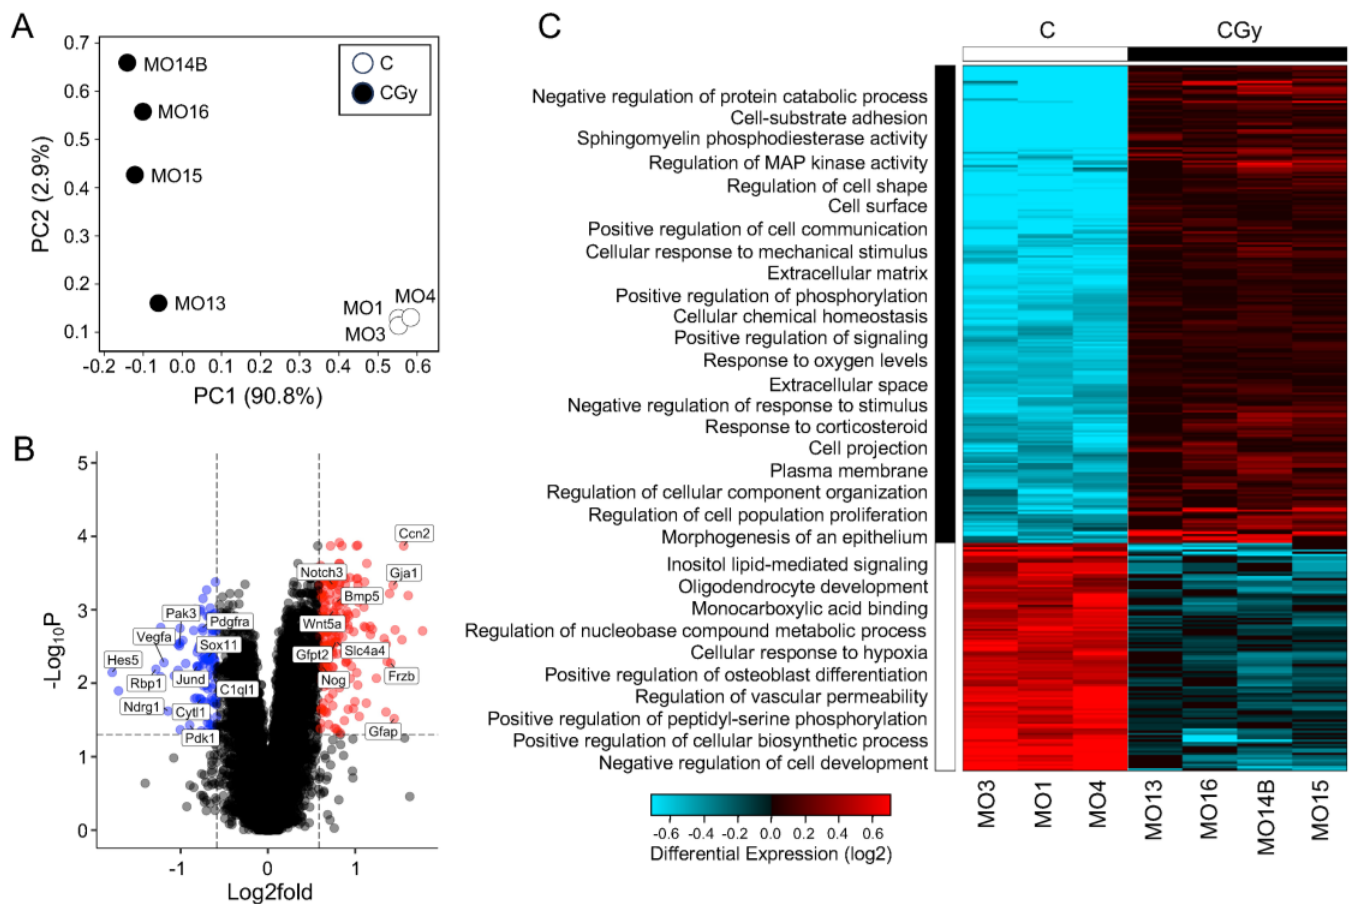 A
0.7
0.6
0.5
0.4
0.3
0.2
0.1
PC2 (2.9%)
MO14B
MO16
MO15
MO13
MO4
MO1
MO3
C
CGy
-0.2 -0.1 0.0 0.1 0.2 0.3 0.4 0.5 0.6
PC1 (90.8%)
B
5
4
3
2
1
0
-Log10P
Ccn2
Notch3
Gja1
Bmp5
Pak3
Pdgfra
Wnt5a
Vegfa
Sox11
Gfpt2
Slc4a4
Hes5
Rbp1
Jund
C1ql1
Nog
Frzb
Ndrg1
Cytl1
Pdk1
Gfap
-1 0 1
Log2fold
C
C CGy
Negative regulation of protein catabolic process
Cell-substrate adhesion
Sphingomyelin phosphodiesterase activity
Regulation of MAP kinase activity
Regulation of cell shape
Cell surface
Positive regulation of cell communication
Cellular response to mechanical stimulus
Extracellular matrix
Positive regulation of phosphorylation
Cellular chemical homeostasis
Positive regulation of signaling
Response to oxygen levels
Extracellular space
Negative regulation of response to stimulus
Response to corticosteroid
Cell projection
Plasma membrane
Regulation of cellular component organization
Regulation of cell population proliferation
Morphogenesis of an epithelium
Inositol lipid-mediated signaling
Oligodendrocyte development
Monocarboxylic acid binding
Regulation of nucleobase compound metabolic process
Cellular response to hypoxia
Positive regulation of osteoblast differentiation
Regulation of vascular permeability
Positive regulation of peptidyl-serine phosphorylation
Positive regulation of cellular biosynthetic process
Negative regulation of cell development
MO3 MO1 MO4 MO13 MO16 MO14B MO15
-0.6 -0.4 -0.2 0.0 0.2 0.4 0.6
Differential Expression (log2)